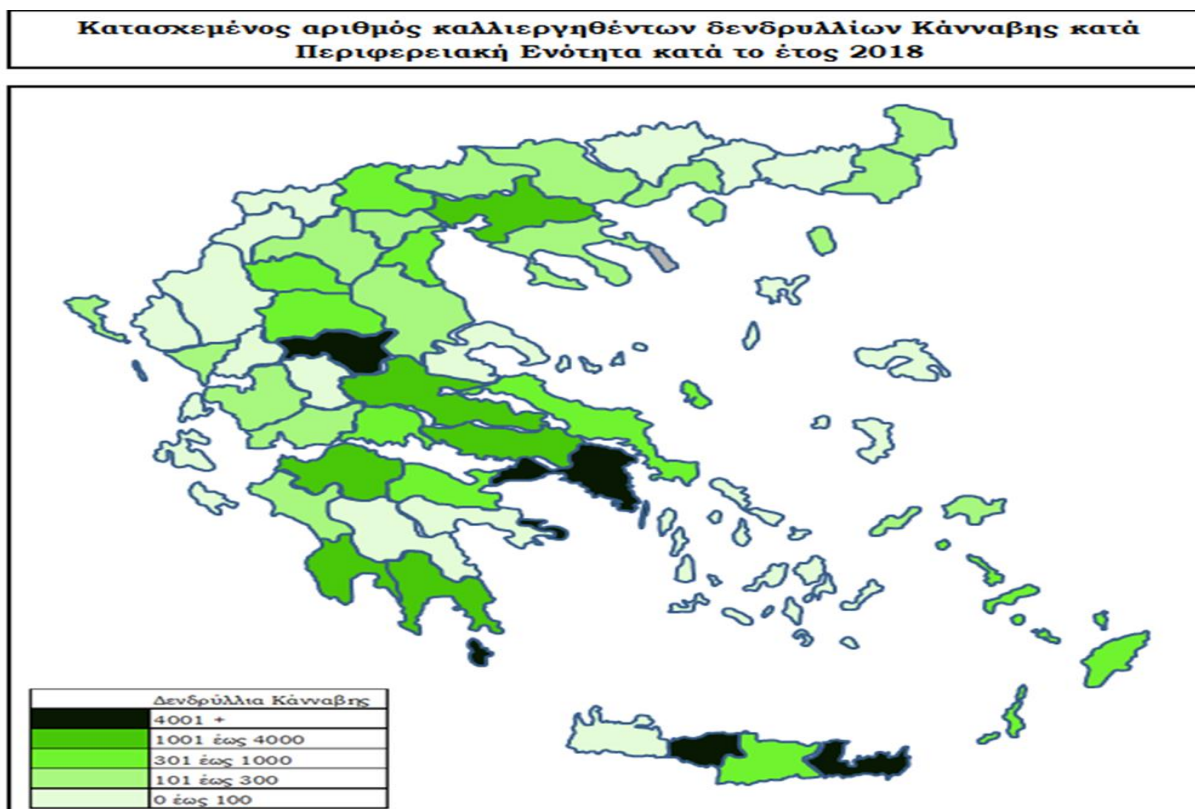 Κατασχεμένος αριθμός καλλιεργηθέντων δενδρυλλίων Κάνναβης κατά
Περιφερειακή Ενότητα κατά το έτος 2018
Δενδρύλλια Κάνναβης
4001 +
1001 έως 4000
301 έως 1000
101 έως 300
0 έως 100